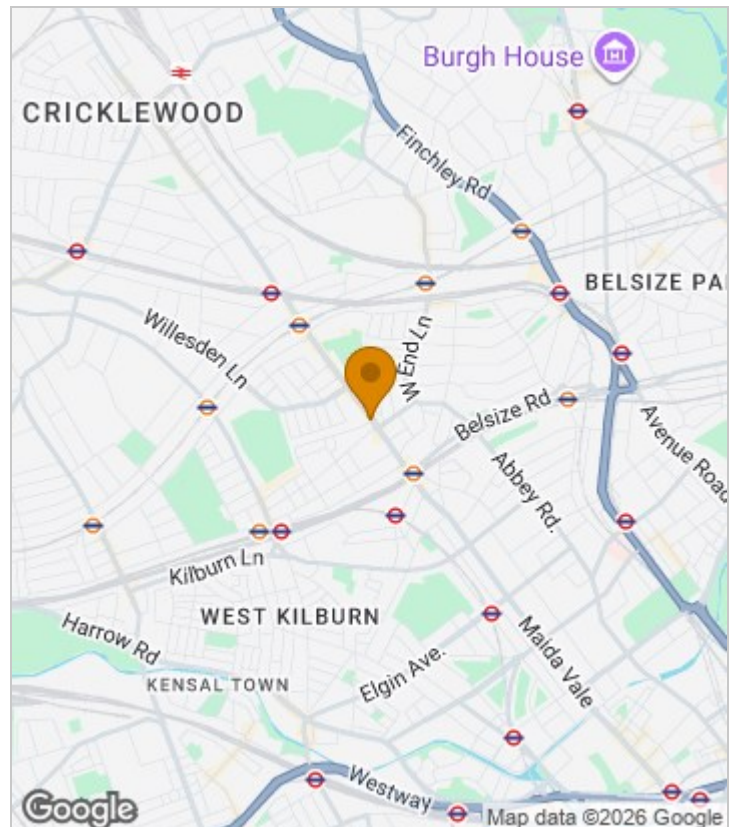 Burgh House
CRICKLEWOOD
Finchley Rd
BELSIZE PA
Willesden Ln
W End Ln
Belsize Rd
Avenue Road
Abbey Rd.
Kilburn Ln
WEST KILBURN
Harrow Rd
Maida Vale
KENSAL TOWN
Elgin Ave.
Westway
Google
Map data ©2026 Google